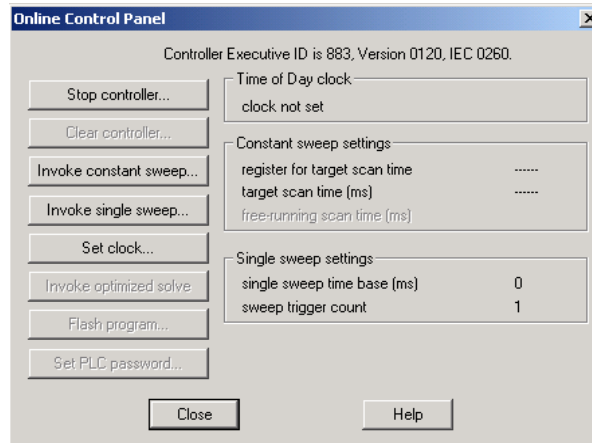 Online Control Panel
Controller Executive ID is 883, Version 0120, IEC 0260.
Stop controller...
Clear controller...
Invoke constant sweep...
Invoke single sweep...
Set clock...
Invoke optimized solve
Flash program...
Set PLC password...
Time of Day clock
clock not set
Constant sweep settings
register for target scan time ------
target scan time (ms) ------
free-running scan time (ms)
Single sweep settings
single sweep time base (ms) 0
sweep trigger count 1
Close
Help